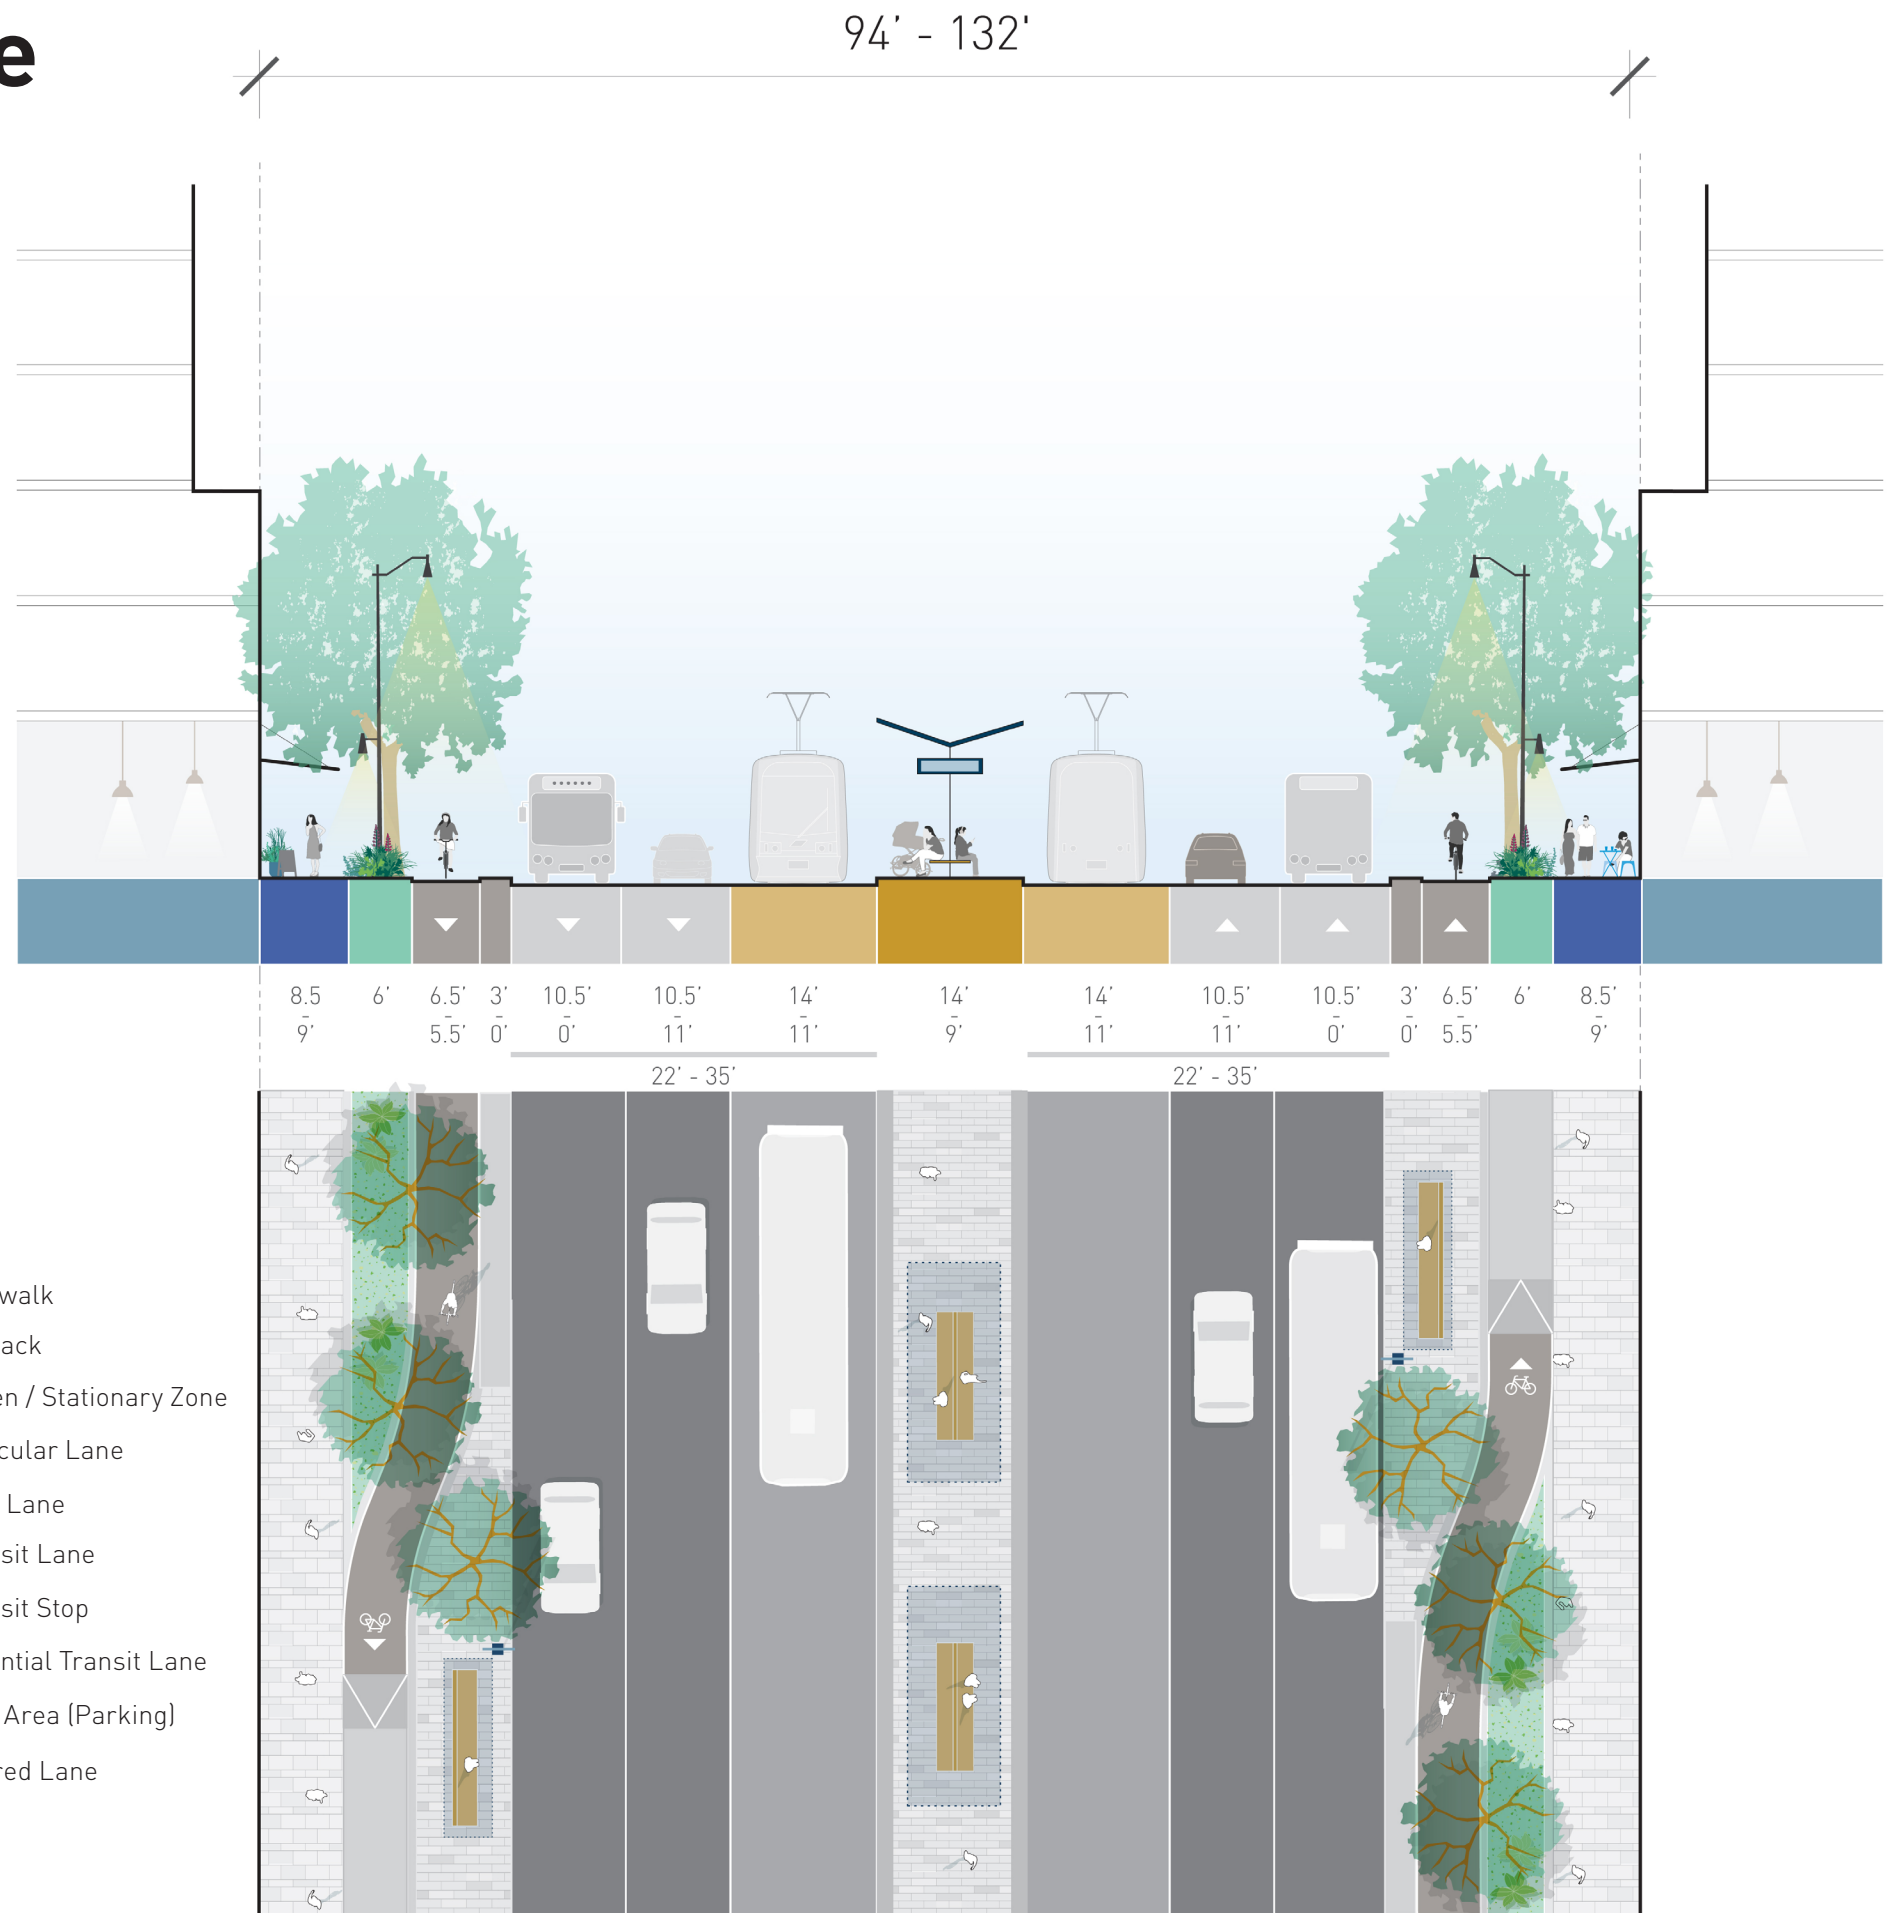 e
94' - 132'
8.5 6' 6.5' 3' 10.5' 10.5' 14' 14' 14' 10.5' 10.5' 3' 6.5' 6' 8.5'
- - - - - - - - - - - - -
9' 5.5' 0' 0' 11' 11' 9' 11' 11' 0' 0' 5.5' 9'
22' - 35' 22' - 35'
walk
ack
en / Stationary Zone
cular Lane
Lane
sit Lane
sit Stop
ntial Transit Lane
Area (Parking)
red Lane